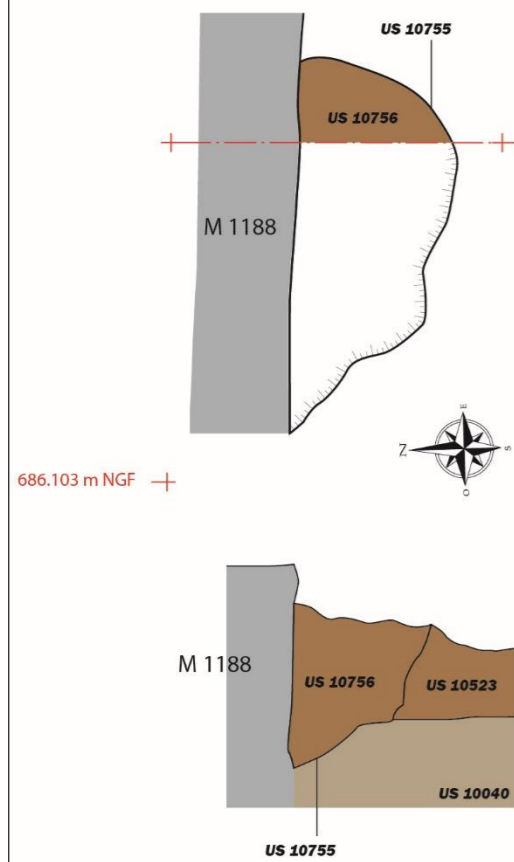 US 10755
US 10756
M 1188
E
N
S
O
686.103 m NGF
M 1188
US 10756
US 10523
US 10040
US 10755